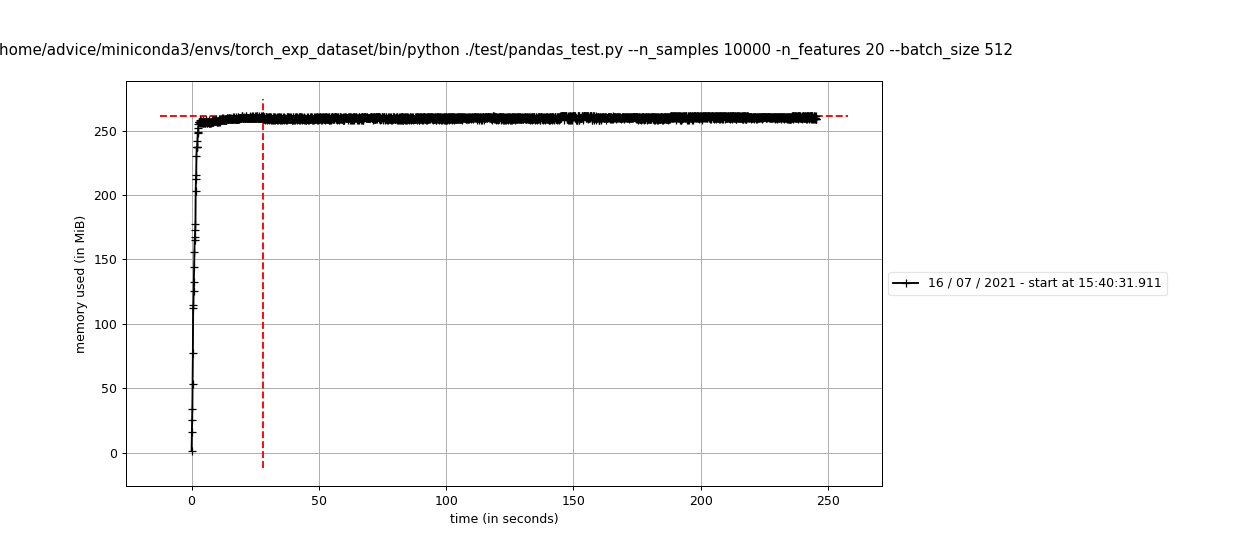 home/advice/miniconda3/envs/torch_exp_dataset/bin/python ./test/pandas_test.py --n_samples 10000 -n_features 20 --batch_size 512
250
200
150
100
50
0
memory used (in MiB)
0 50 100 150 200 250
time (in seconds)
16 / 07 / 2021 - start at 15:40:31.911